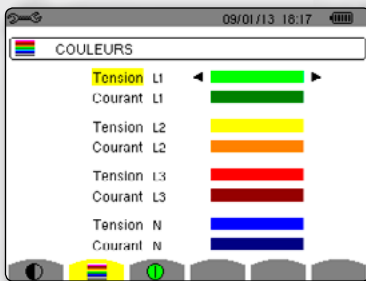 09/01/13 18:17
COULEURS
Tension L1
Courant L1
Tension L2
Courant L2
Tension L3
Courant L3
Tension N
Courant N